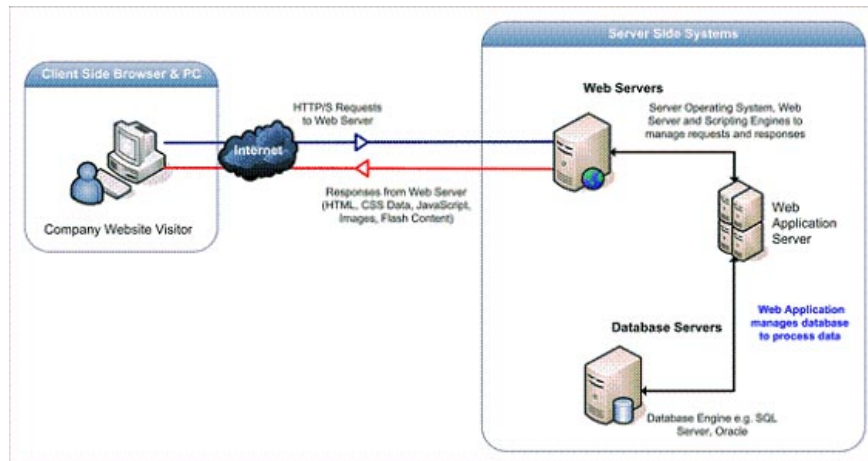 Server Side Systems
Client Side Browser & PC
Web Servers
HTTP/S Requests
to Web Server
Server Operating System, Web
Server and Scripting Engines to
manage requests and responses
Internet
Responses from Web Server
(HTML, CSS Data, JavaScript,
Images, Flash Content)
Company Website Visitor
Web
Application
Server
Web Application
manages database
to process data
Database Servers
Database Engine e.g. SQL
Server, Oracle